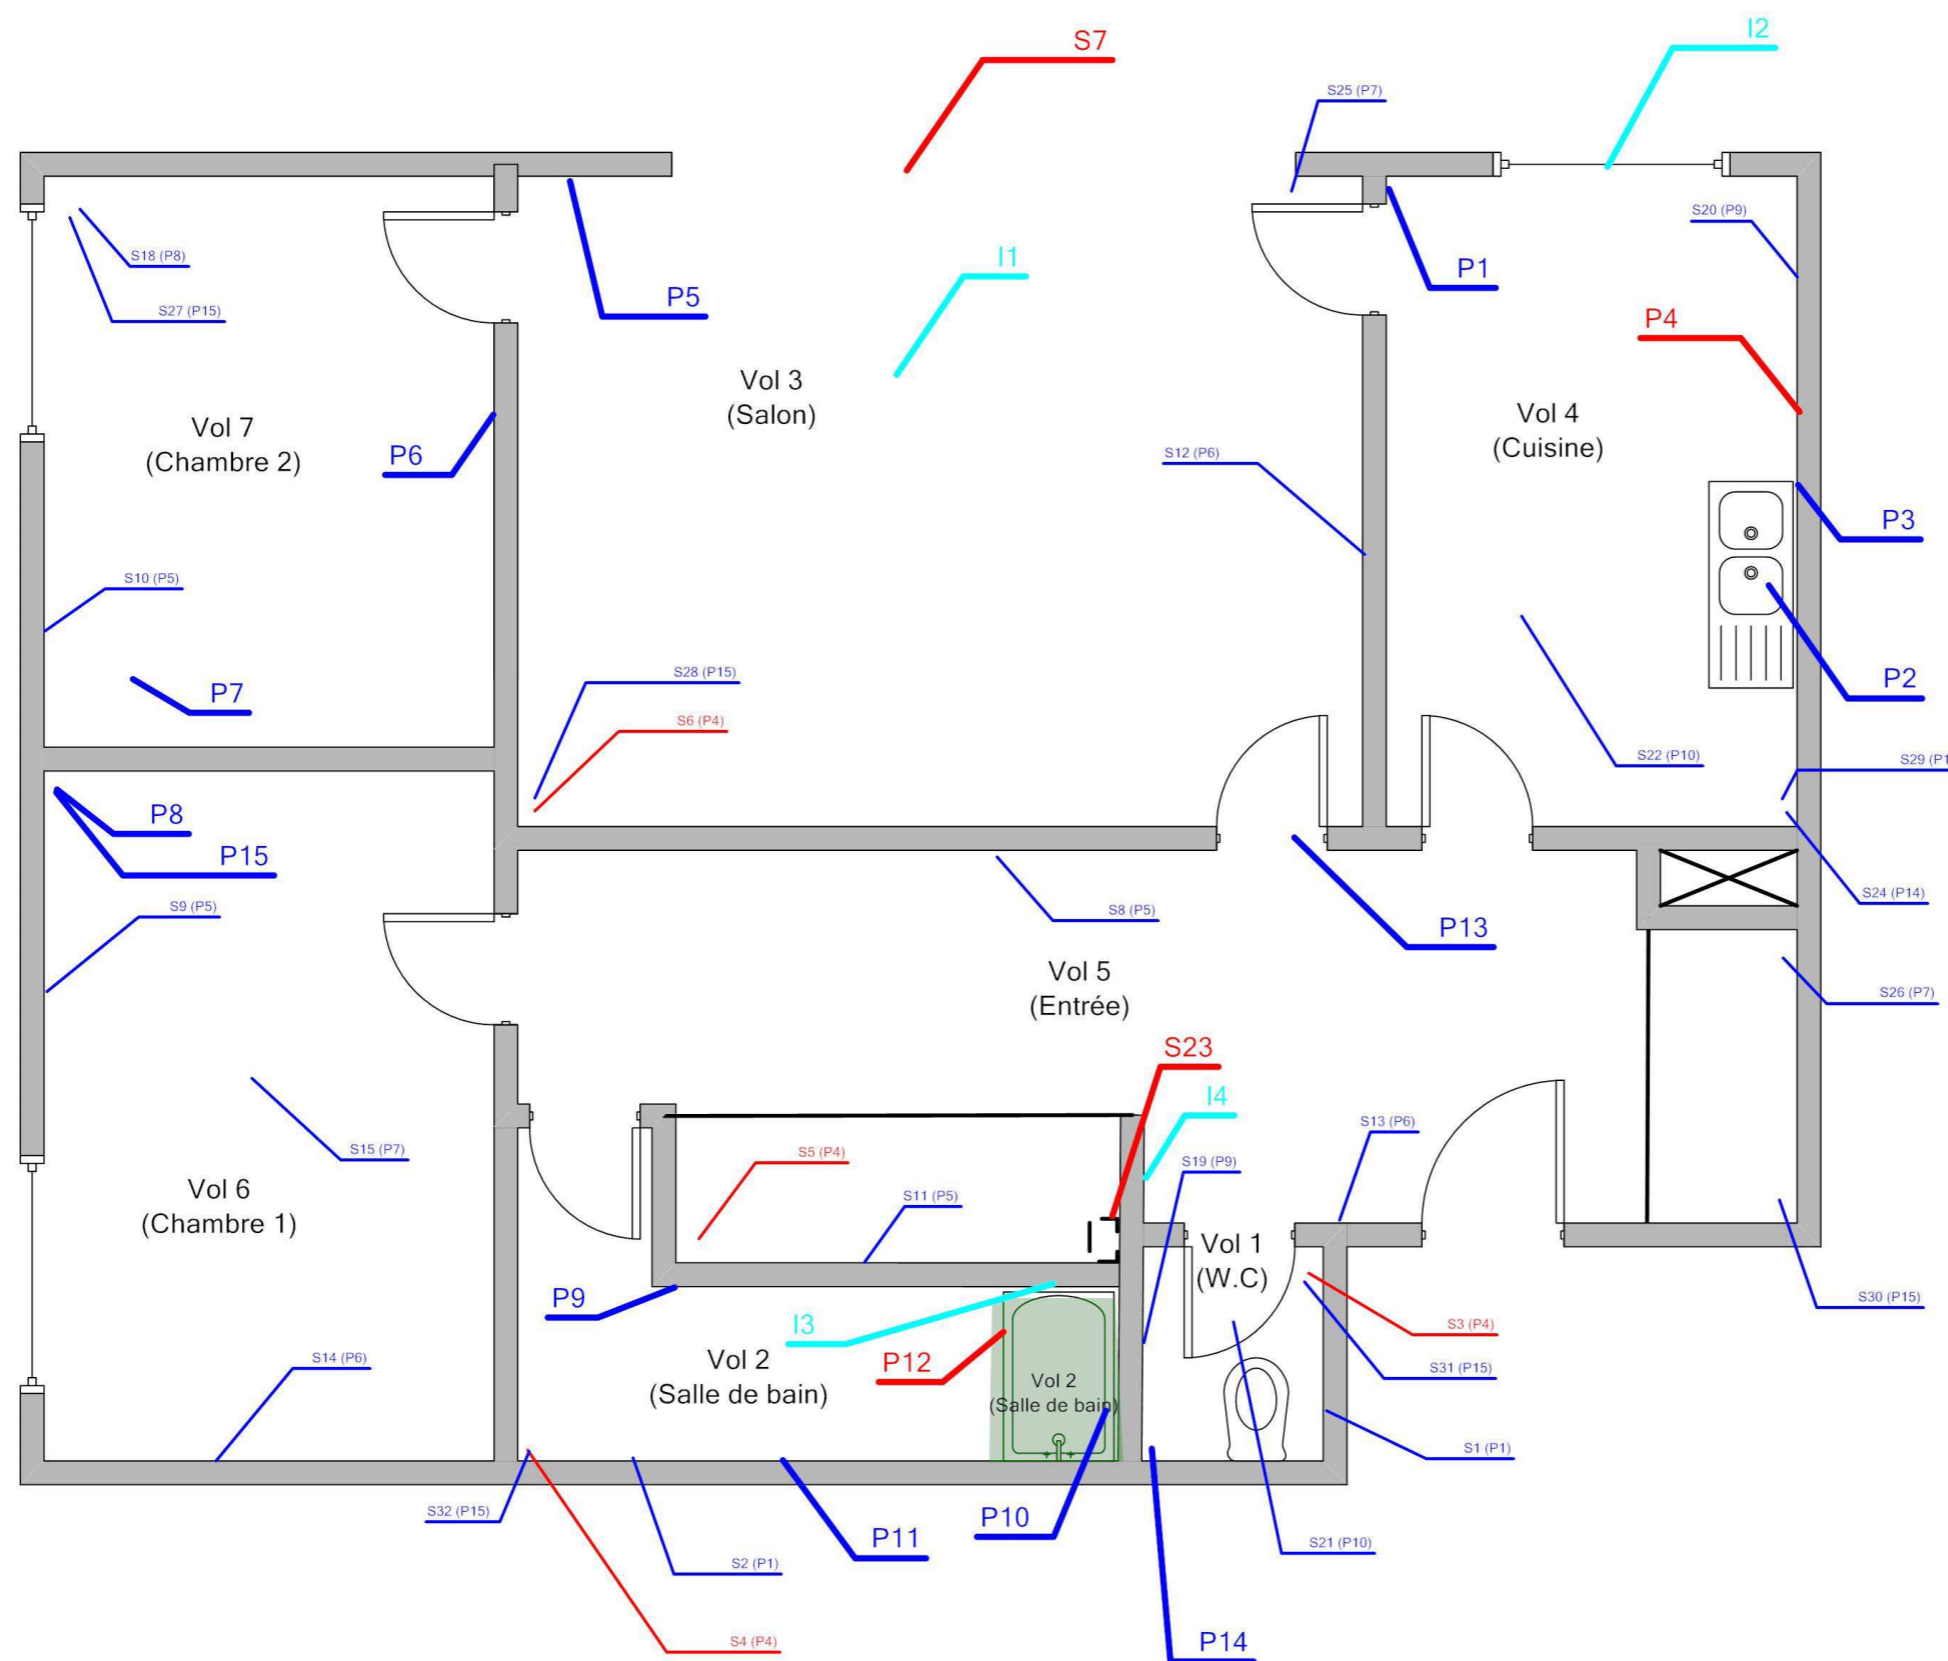 S7
I2
S25 (P7)
S20 (P9)
S18 (P8)
I1
P1
P5
S27 (P15)
P4
Vol 3
(Salon)
Vol 4
(Cuisine)
Vol 7
(Chambre 2)
P6
S12 (P6)
P3
S10 (P5)
S28 (P15)
P2
P7
S6 (P4)
S22 (P10)
S29 (P1
P8
P15
S24 (P14)
S9 (P5)
S8 (P5)
P13
Vol 5
(Entrée)
S26 (P7)
S23
I4
S13 (P6)
S15 (P7)
S5 (P4)
S19 (P9)
Vol 6
(Chambre 1)
S11 (P5)
Vol 1
(W.C)
P9
S30 (P15)
I3
S3 (P4)
S14 (P6)
Vol 2
(Salle de bain)
P12
S31 (P15)
Vol 2
(Salle de bain)
S1 (P1)
S32 (P15)
P10
P11
S21 (P10)
S2 (P1)
S4 (P4)
P14